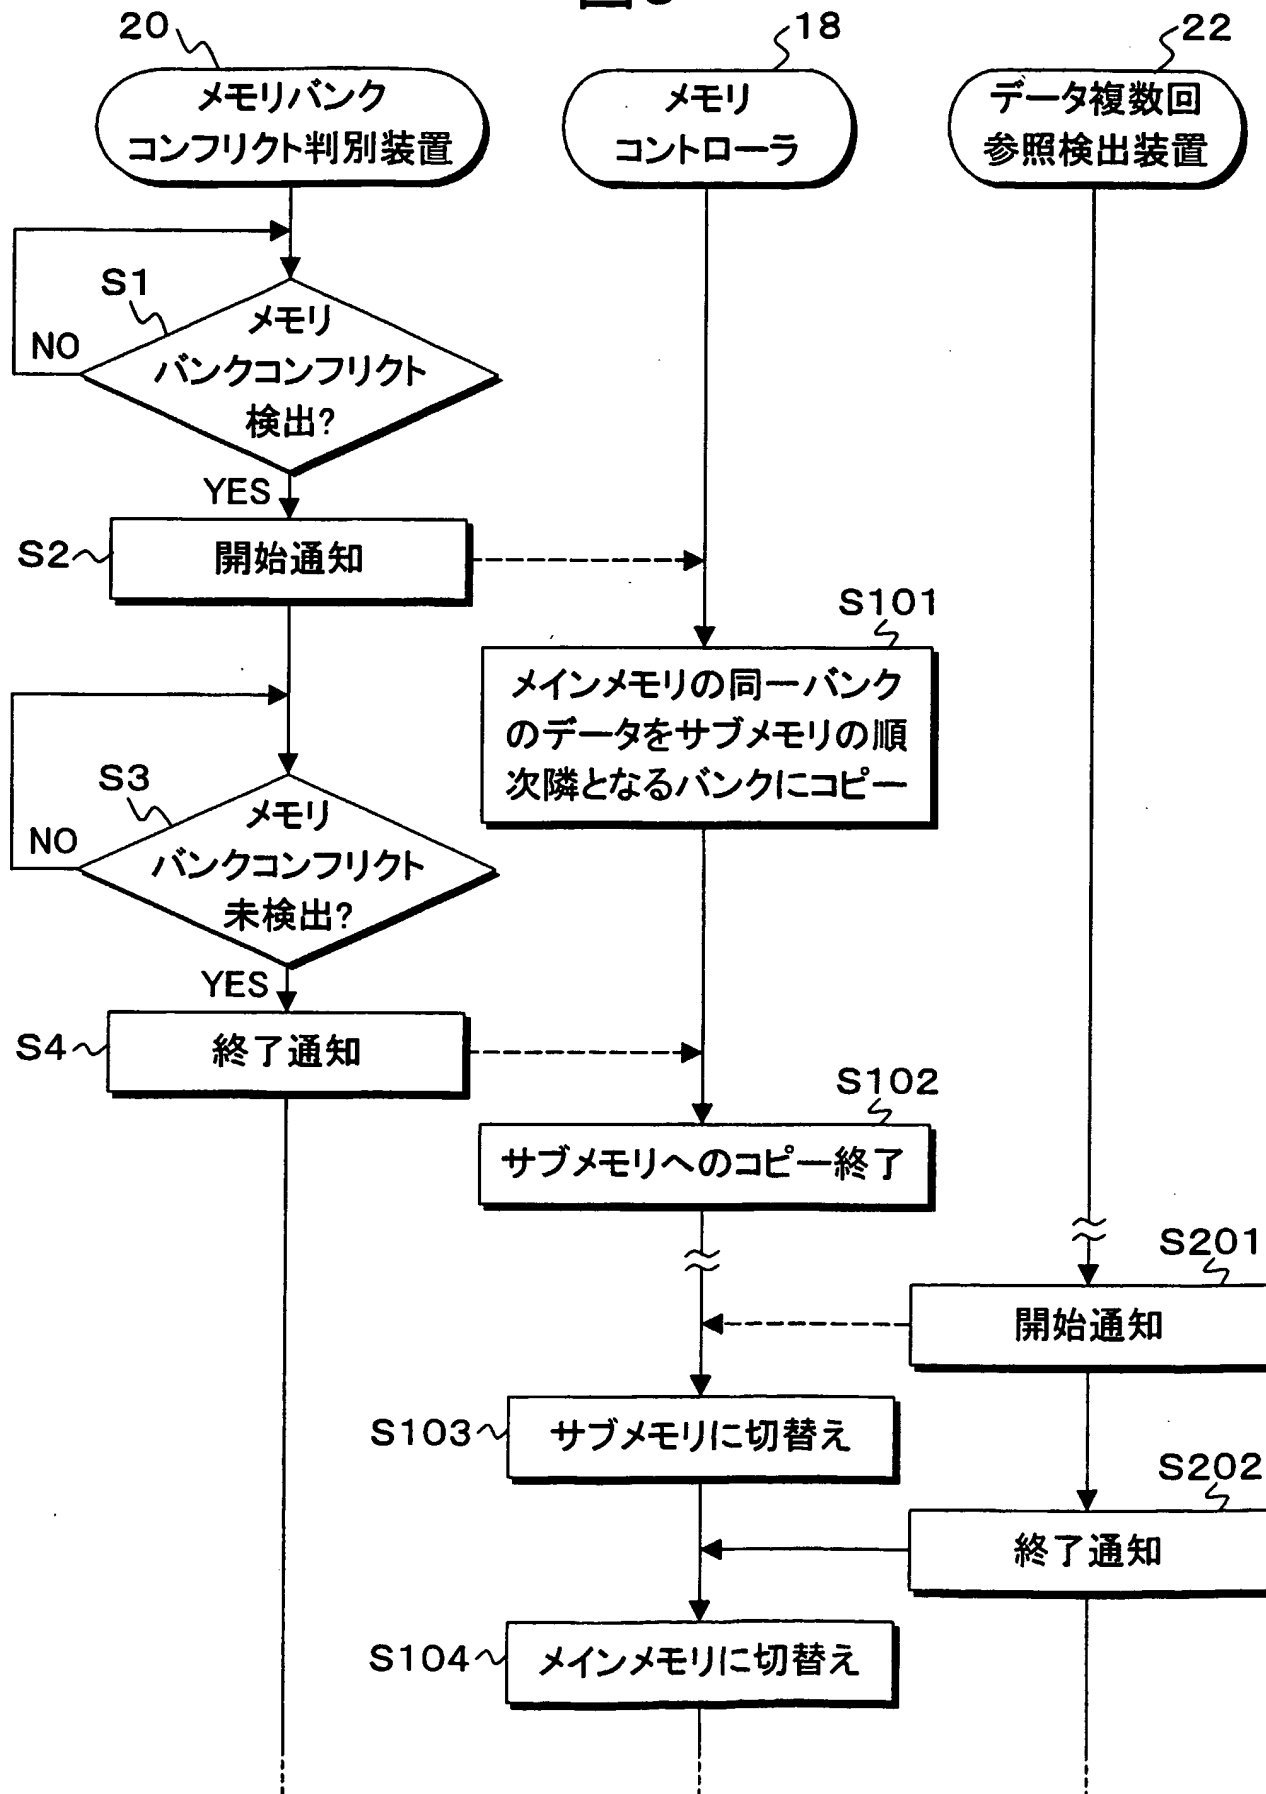 20
18
22
メモリバンク
コンフリクト判別装置
メモリ
コントローラ
データ複数回
参照検出装置
S1
メモリ
バンクコンフリクト
検出?
NO
YES
S2
開始通知
S101
メインメモリの同一バンク
のデータをサブメモリの順
次隣となるバンクにコピー
S3
メモリ
バンクコンフリクト
未検出?
NO
YES
S4
終了通知
S102
サブメモリへのコピー終了
S201
開始通知
S103
サブメモリに切替え
S202
終了通知
S104
メインメモリに切替え